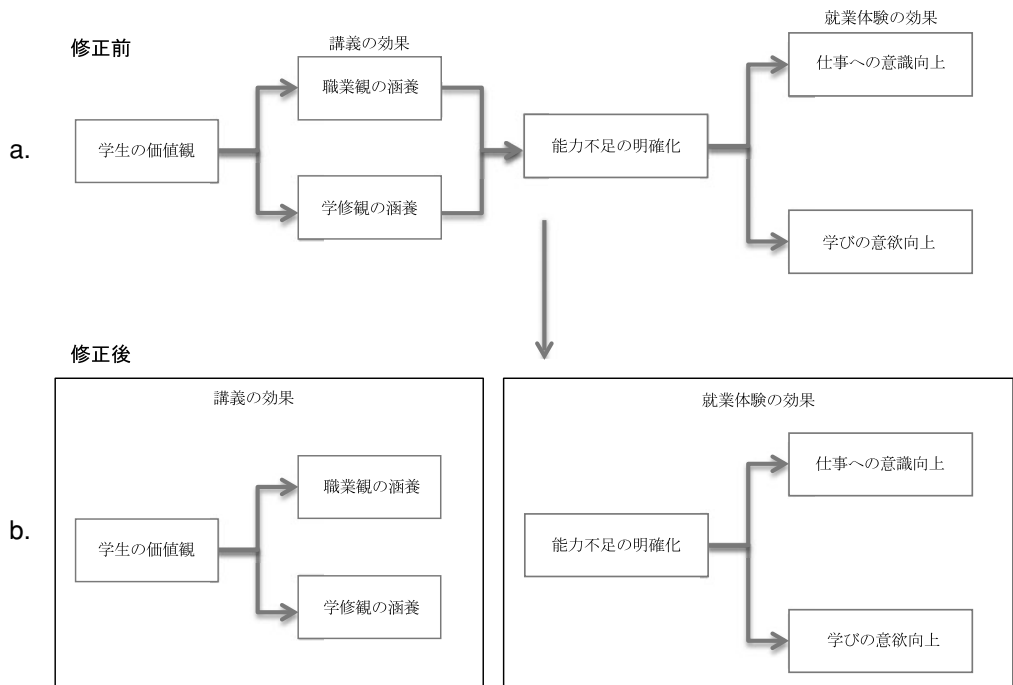 修正前
講義の効果
就業体験の効果
a.
学生の価値観
職業観の涵養
学修観の涵養
能力不足の明確化
仕事への意識向上
学びの意欲向上
修正後
b.
講義の効果
学生の価値観
職業観の涵養
学修観の涵養
就業体験の効果
能力不足の明確化
仕事への意識向上
学びの意欲向上